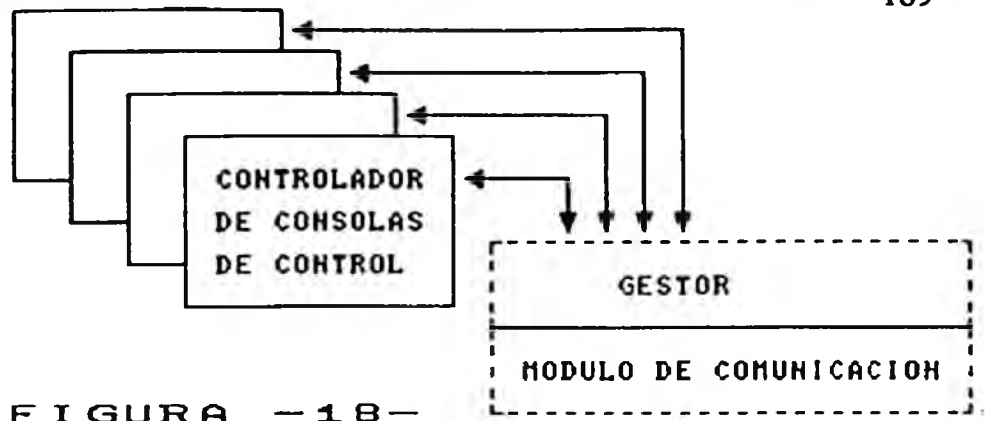 CONTROLADOR
DE CONSOLAS
DE CONTROL
GESTOR
MODULO DE COMUNICACION
FIGURA -18-